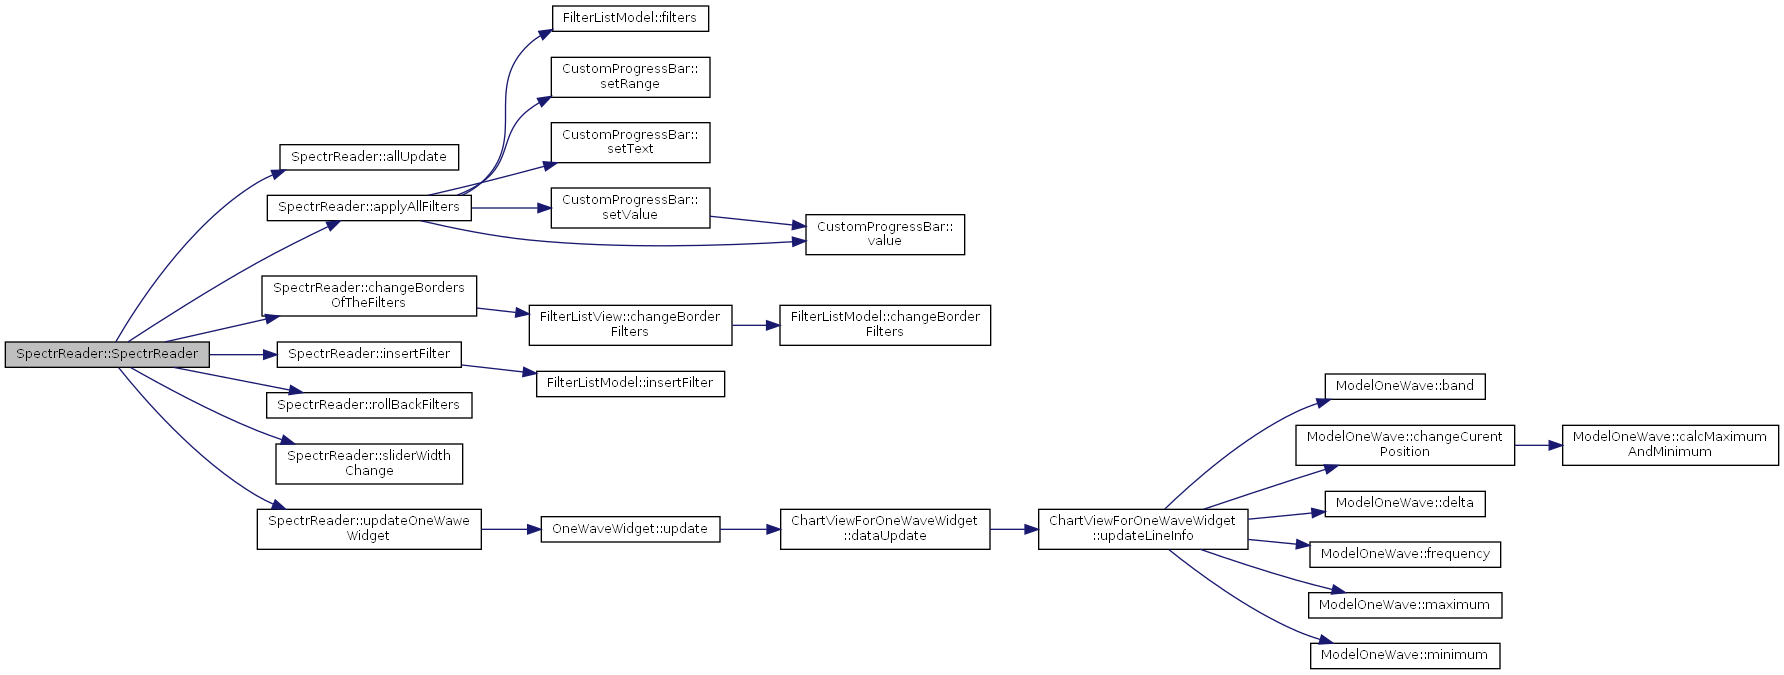 SpectrReader::SpectrReader
SpectrReader::allUpdate
SpectrReader::applyAllFilters
SpectrReader::changeBorders
OfTheFilters
SpectrReader::insertFilter
SpectrReader::rollBackFilters
SpectrReader::sliderWidth
Change
SpectrReader::updateOneWawe
Widget
FilterListModel::filters
CustomProgressBar::
setRange
CustomProgressBar::
setText
CustomProgressBar::
setValue
CustomProgressBar::
value
FilterListView::changeBorder
Filters
FilterListModel::changeBorder
Filters
FilterListModel::insertFilter
OneWaveWidget::update
ChartViewForOneWaveWidget
::dataUpdate
ChartViewForOneWaveWidget
::updateLineInfo
ModelOneWave::band
ModelOneWave::changeCurent
Position
ModelOneWave::calcMaximum
AndMinimum
ModelOneWave::delta
ModelOneWave::frequency
ModelOneWave::maximum
ModelOneWave::minimum